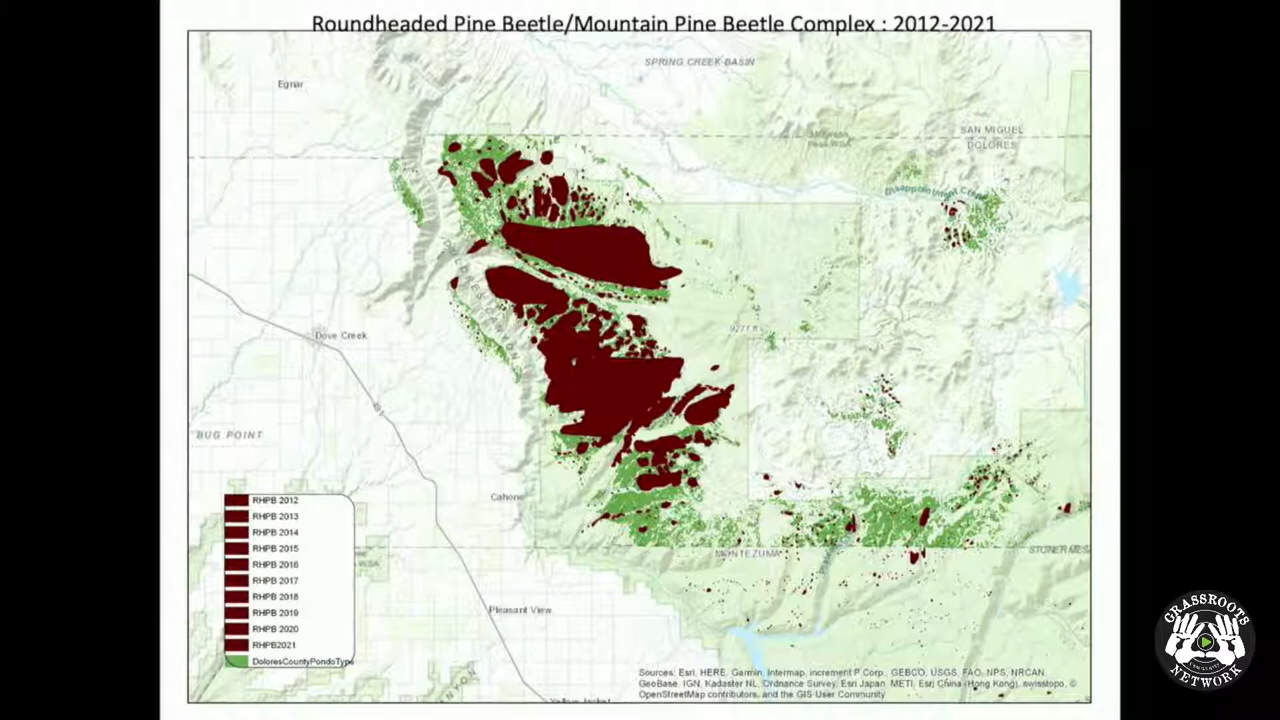 Roundheaded Pine Beetle/Mountain Pine Beetle Complex : 2012-2021
SPRING CREEK BASIN
Egnar
SAN MIGUEL
DOLORES
Disappointment Creek
9271 ft
Dove Creek
BUG POINT
Cahone
RHPB 2012
RHPB 2013
RHPB 2014
RHPB 2015
RHPB 2016
RHPB 2017
RHPB 2018
RHPB 2019
RHPB 2020
RHPB2021
DoloresCountyPondoType
WSA
MONTEZUMA
STONER MES
Pleasant View
Sources: Esri, HERE, Garmin, Intermap, increment P Corp., GEBCO, USGS, FAO, NPS, NRCAN,
GeoBase, IGN, Kadaster NL, Ordnance Survey, Esri Japan, METI, Esri China (Hong Kong), swisstopo, ©
OpenStreetMap contributors, and the GIS User Community
GRASSROOTS
NETWORK